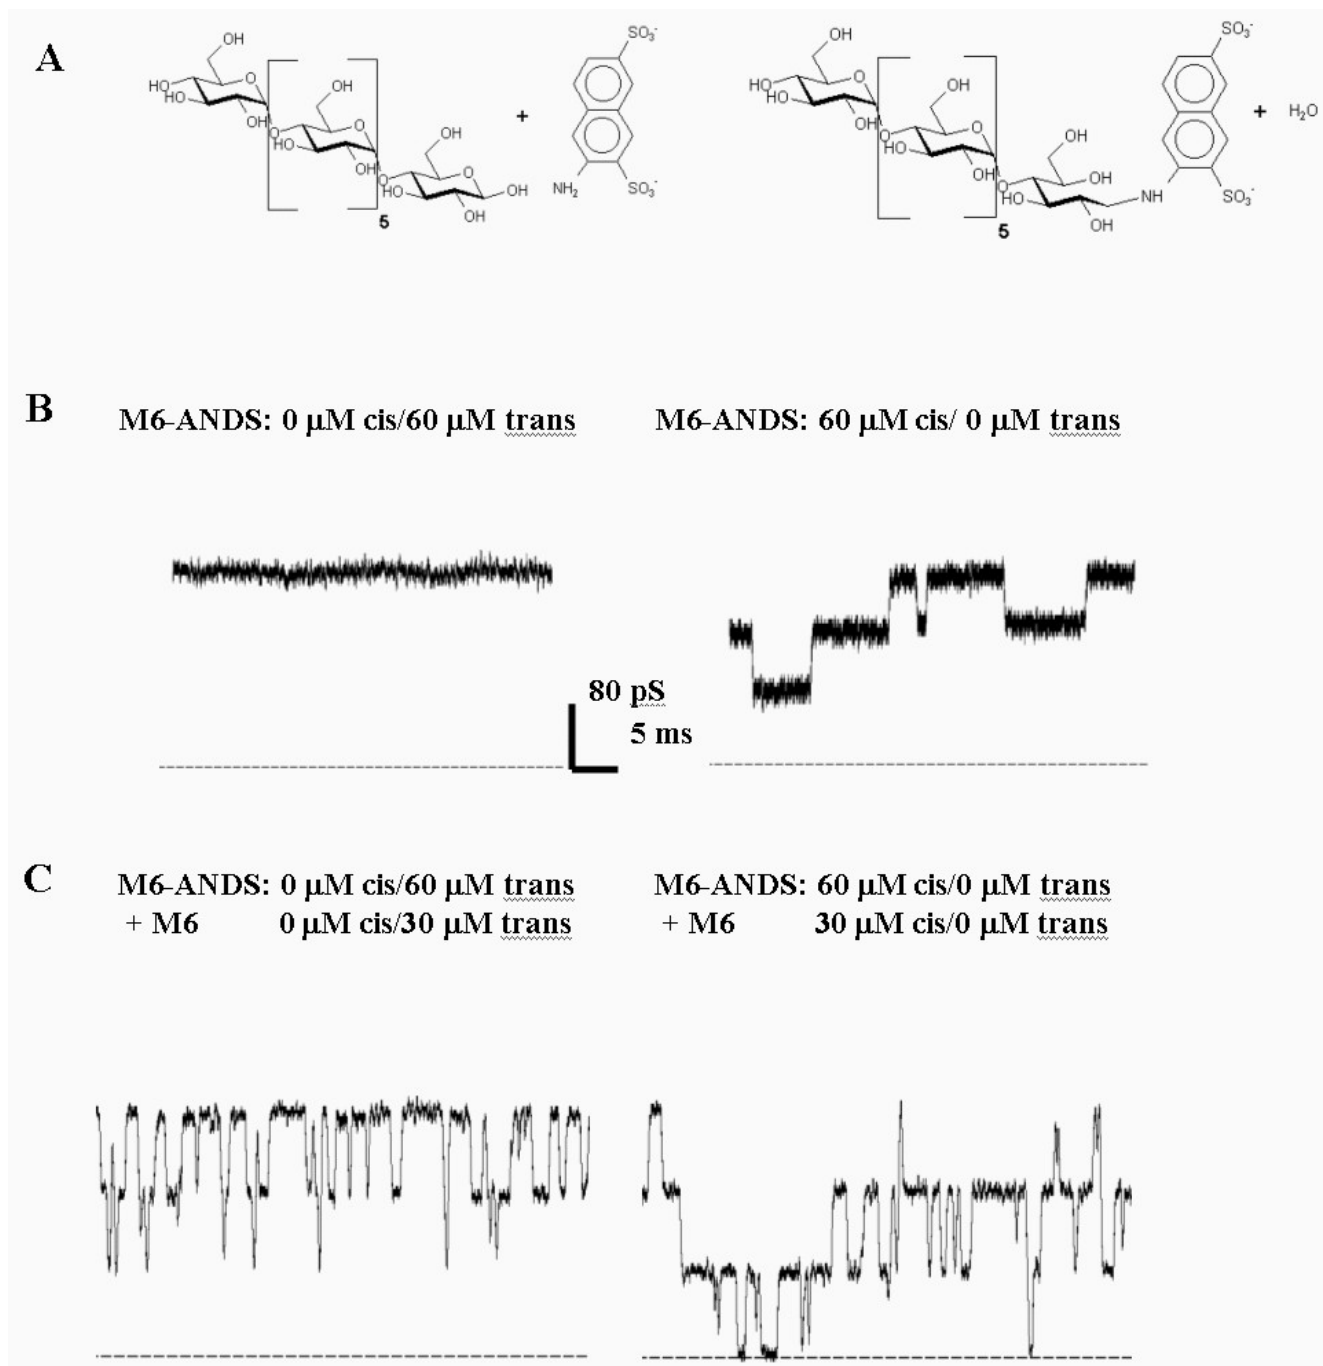 A
OH
HO
HO
OH
O
O
OH
HO
O
OH
O
OH
HO
O
OH
OH
5
+
SO₃⁻
NH₂
SO₃⁻
OH
HO
HO
OH
O
O
OH
HO
O
OH
O
OH
HO
OH
OH
NH
5
SO₃⁻
SO₃⁻
+ H₂O
B
M6-ANDS: 0 μM cis/60 μM trans
M6-ANDS: 60 μM cis/ 0 μM trans
80 pS
5 ms
C
M6-ANDS: 0 μM cis/60 μM trans
+ M6 0 μM cis/30 μM trans
M6-ANDS: 60 μM cis/0 μM trans
+ M6 30 μM cis/0 μM trans